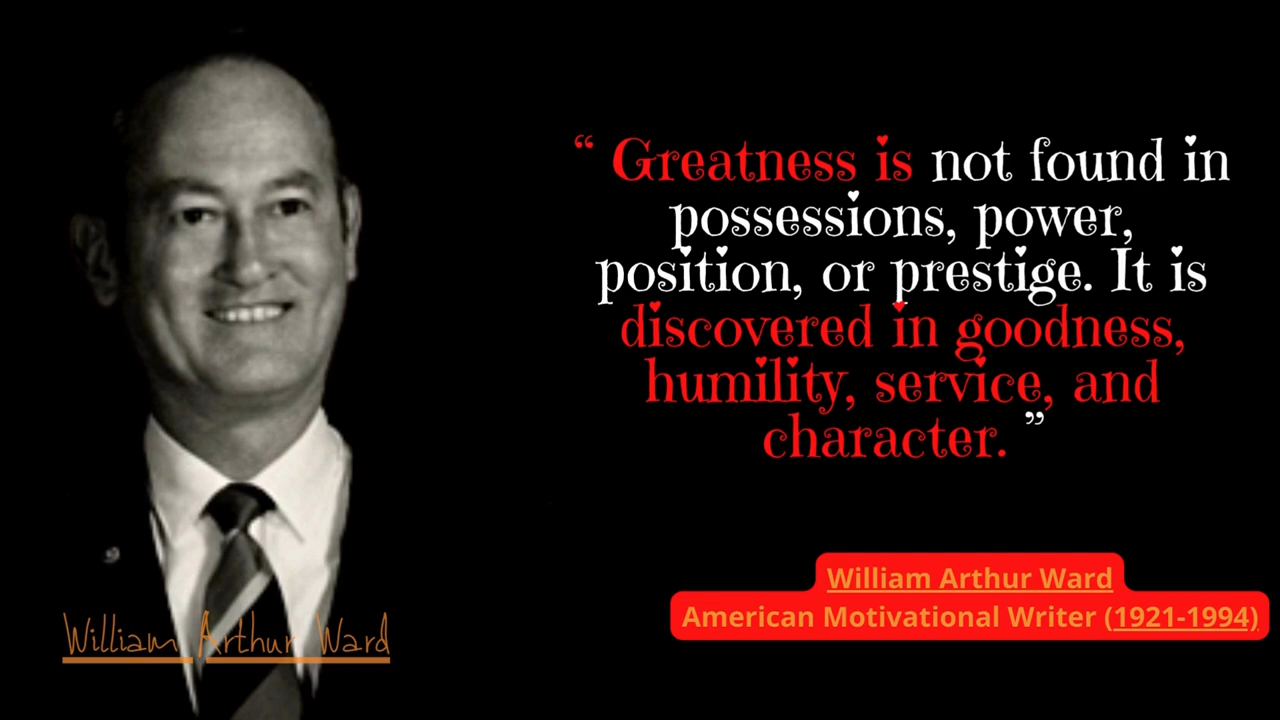 “ Greatness is not found in
possessions, power,
position, or prestige. It is
discovered in goodness,
humility, service, and
character. ”
William Arthur Ward
American Motivational Writer (1921-1994)
William Arthur Ward